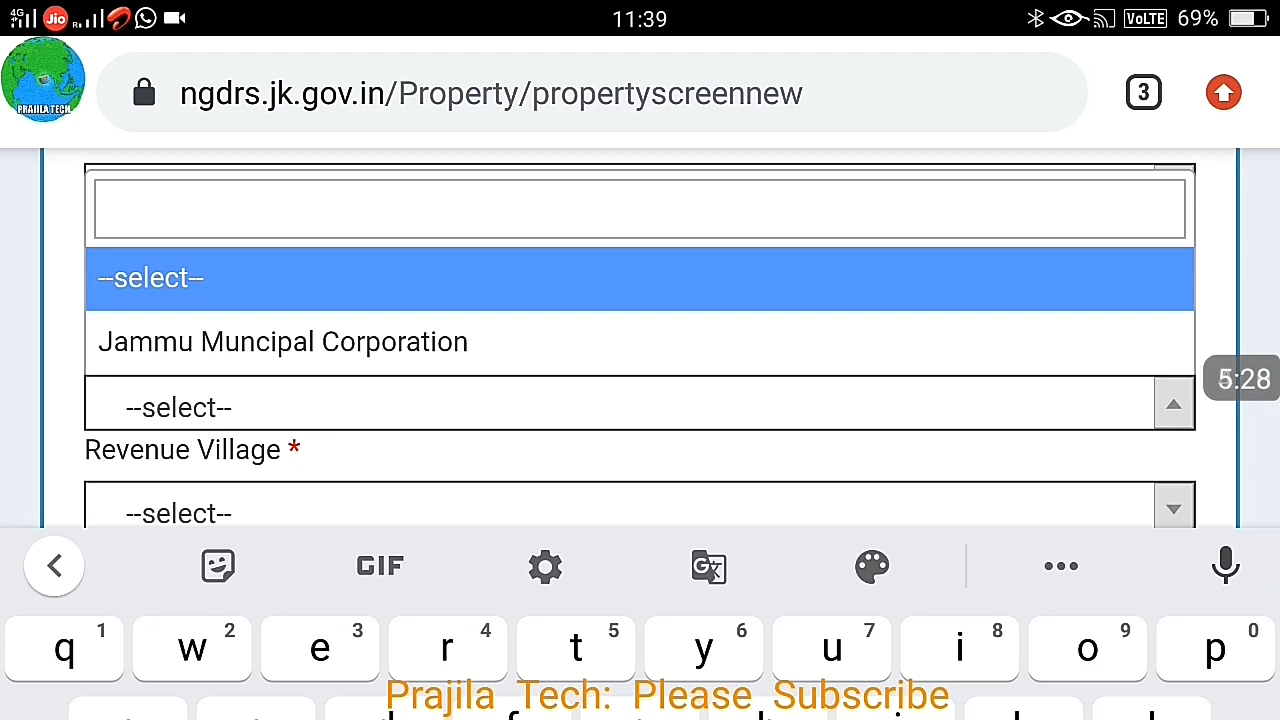 4G Jio R 11:39 VoLTE 69%
PRAJILA TECH
ngdrs.jk.gov.in/Property/propertyscreennew 3
--select--
Jammu Muncipal Corporation
5:28
--select--
Revenue Village *
--select--
GIF G
q 1 w 2 e 3 r 4 t 5 y 6 u 7 i 8 o 9 p 0
Prajila Tech: Please Subscribe